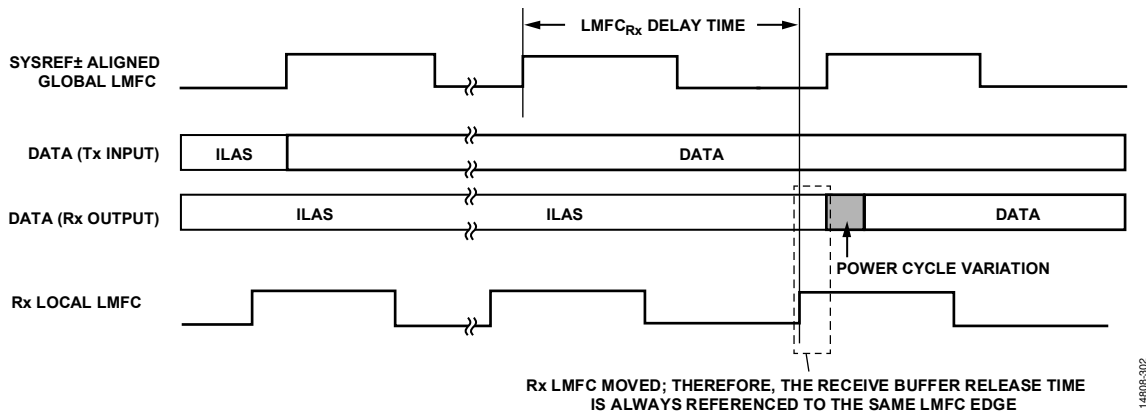 LMFCRx DELAY TIME
SYSREF± ALIGNED
GLOBAL LMFC
DATA (Tx INPUT)
ILAS
DATA
DATA (Rx OUTPUT)
ILAS
ILAS
DATA
POWER CYCLE VARIATION
Rx LOCAL LMFC
Rx LMFC MOVED; THEREFORE, THE RECEIVE BUFFER RELEASE TIME
IS ALWAYS REFERENCED TO THE SAME LMFC EDGE
14808-302